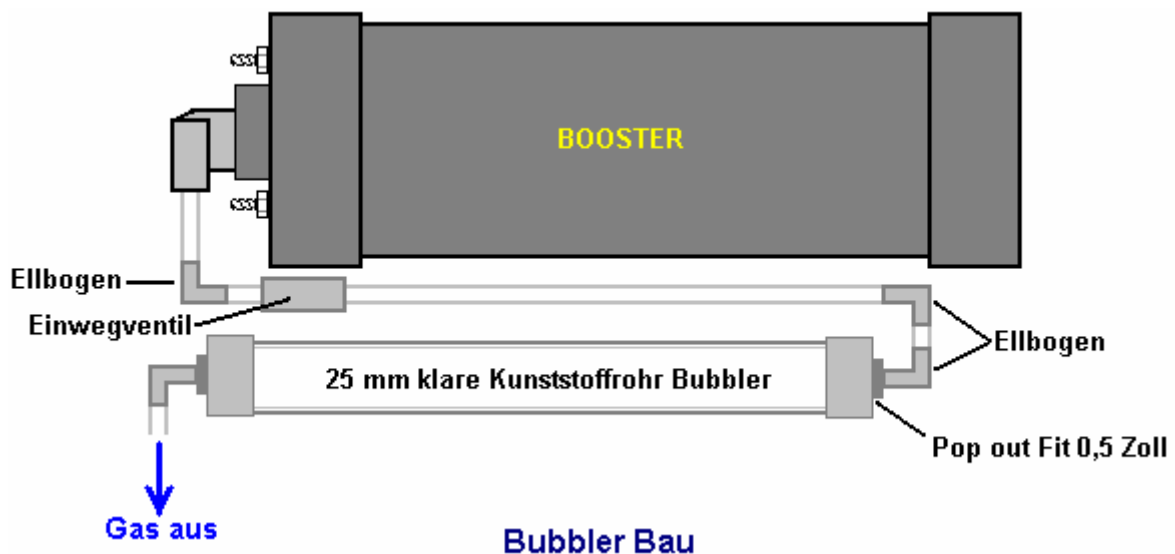 BOOSTER
Ellbogen
Einwegventil
Ellbogen
25 mm klare Kunststoffrohr Bubbler
Pop out Fit 0,5 Zoll
Gas aus
Bubbler Bau